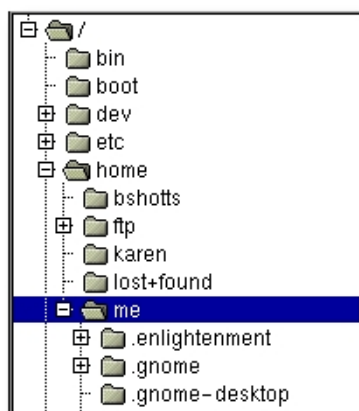 /
bin
boot
dev
etc
home
bshotts
ftp
karen
lost+found
me
.enlightenment
.gnome
.gnome-desktop